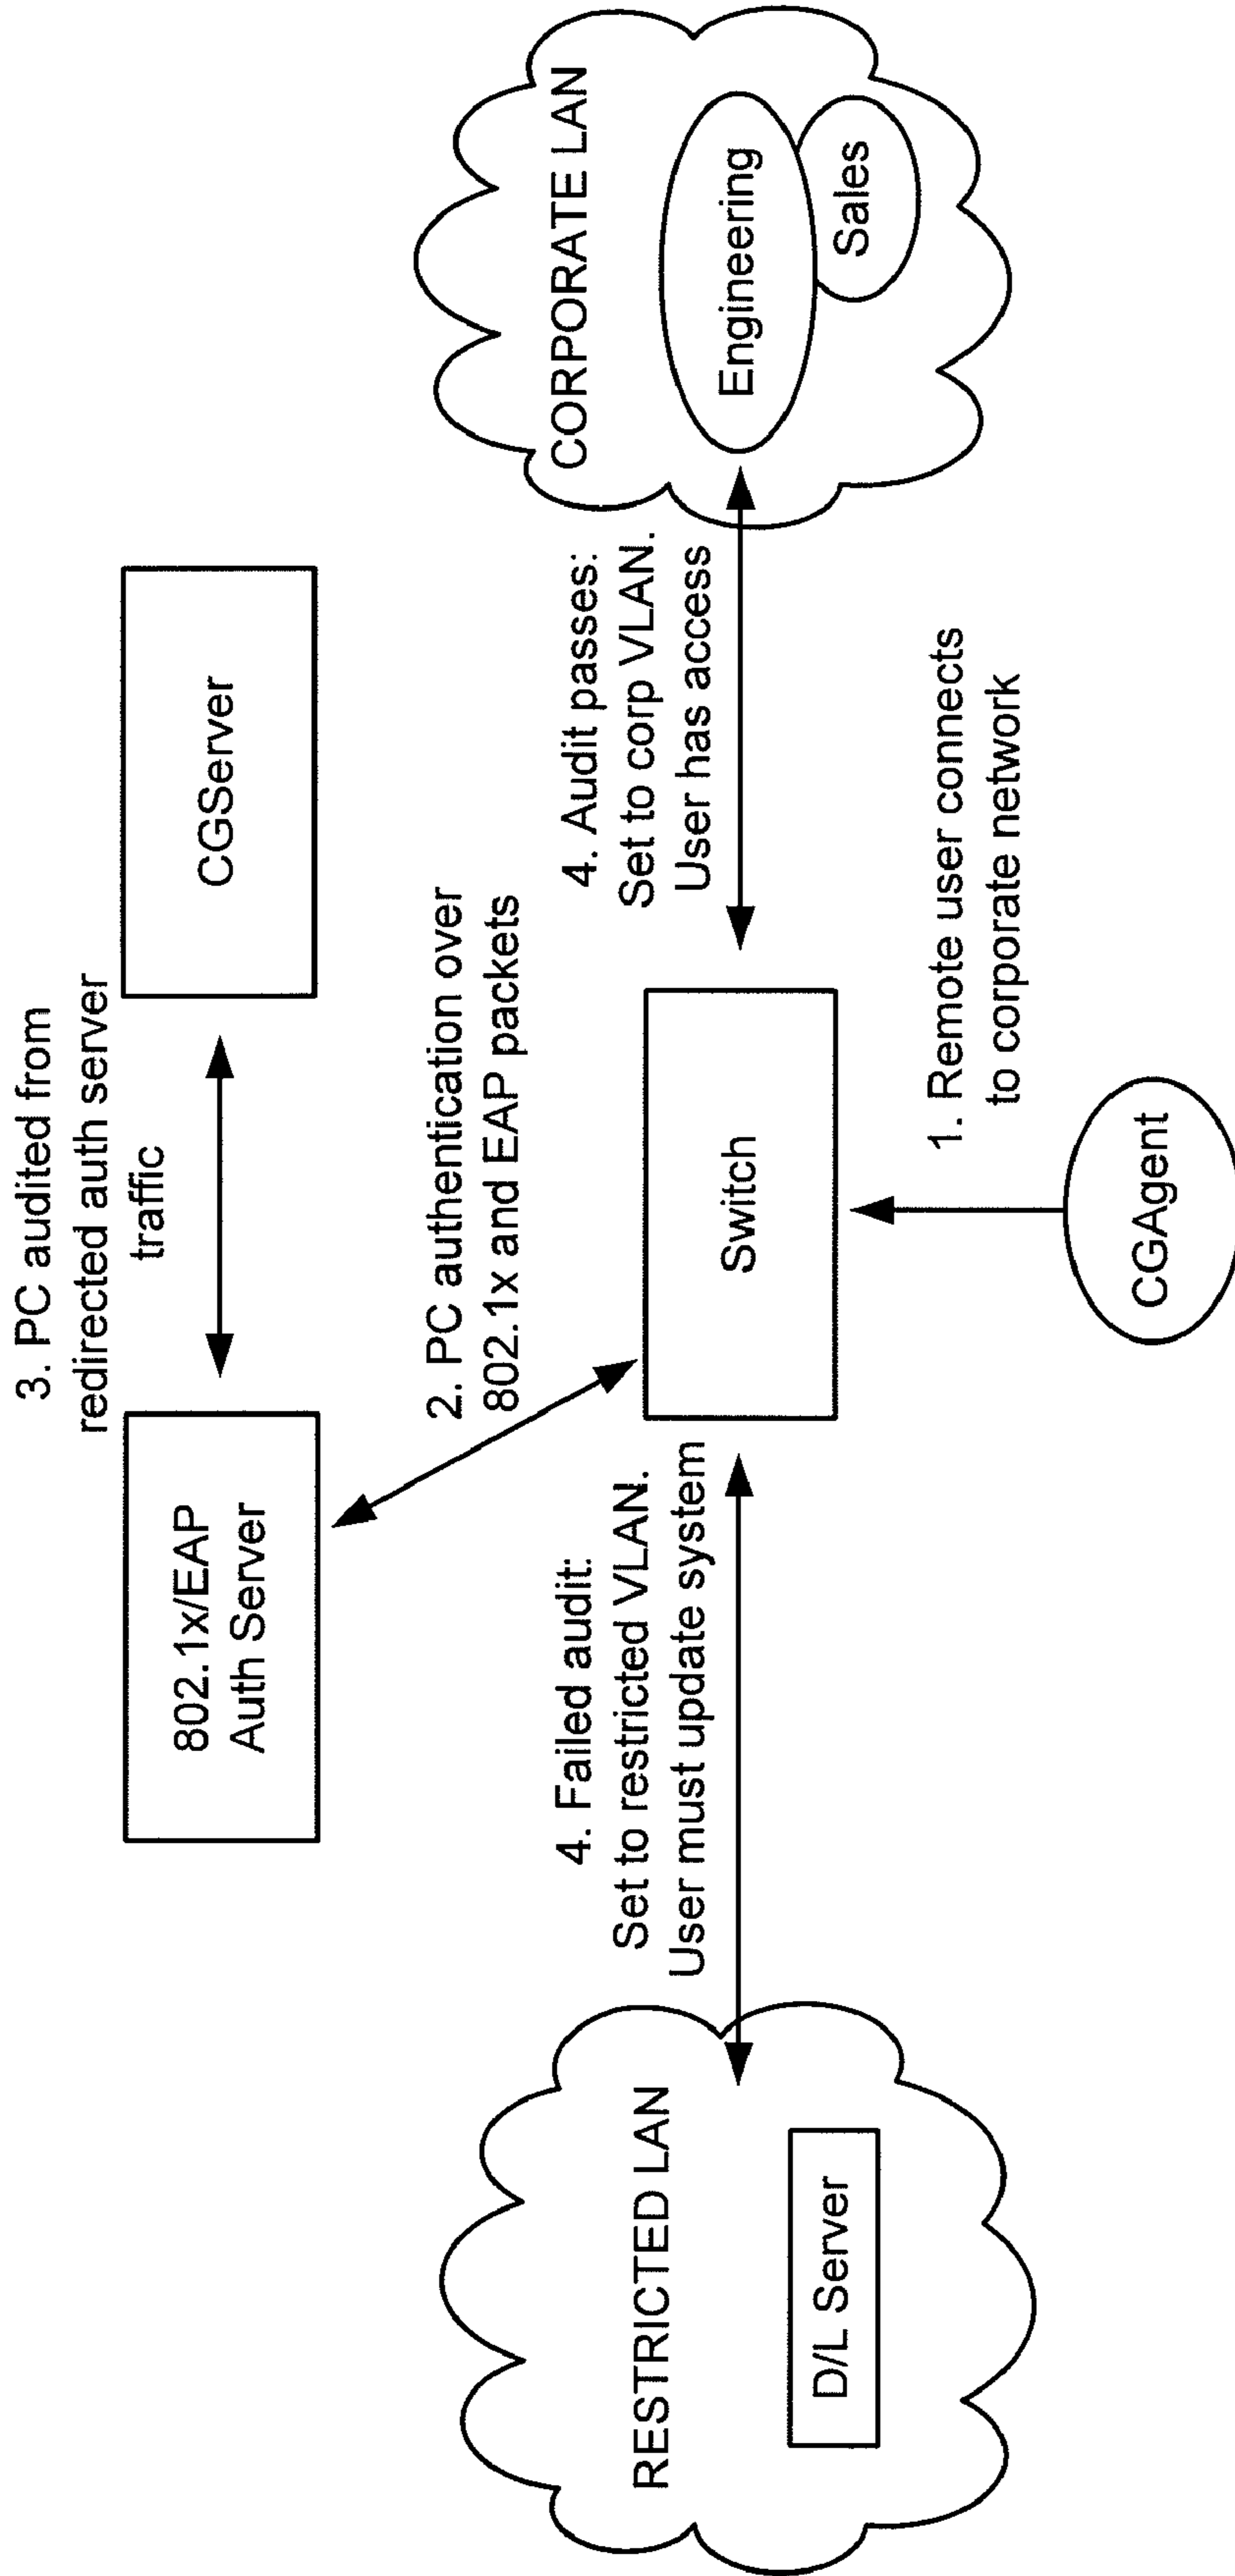 3. PC audited from
redirected auth server
traffic
802.1x/EAP
Auth Server
CGServer
2. PC authentication over
802.1x and EAP packets
4. Failed audit:
Set to restricted VLAN.
User must update system
4. Audit passes:
Set to corp VLAN.
User has access
RESTRICTED LAN
D/L Server
Switch
CORPORATE LAN
Engineering
Sales
1. Remote user connects
to corporate network
CGAgent